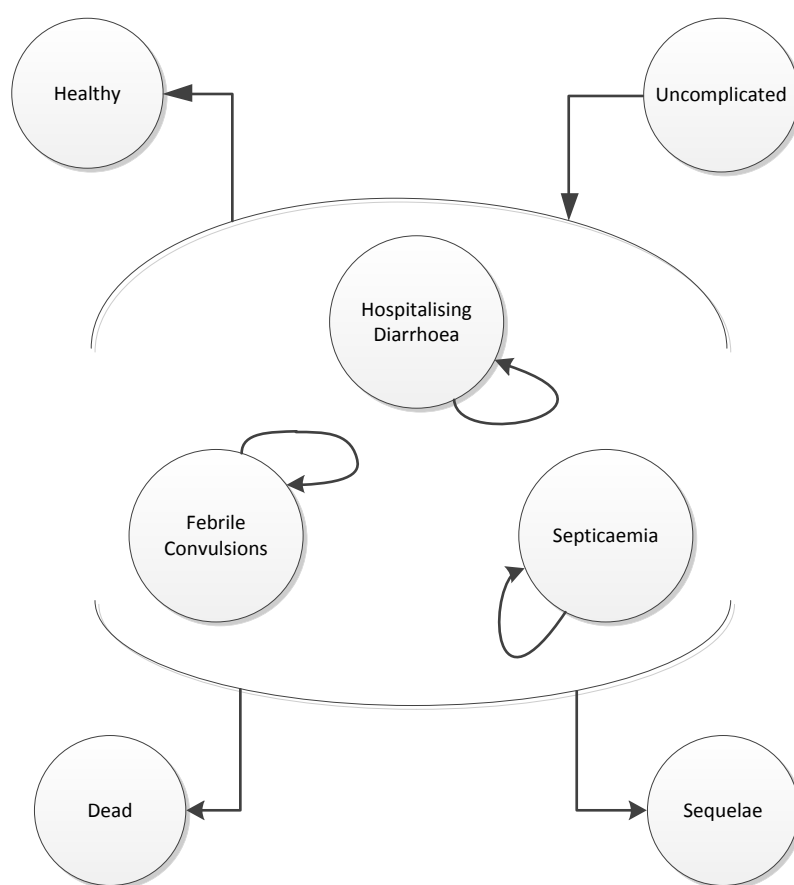 Healthy
Uncomplicated
Hospitalising
Diarrhoea
Febrile
Convulsions
Septicaemia
Dead
Sequelae